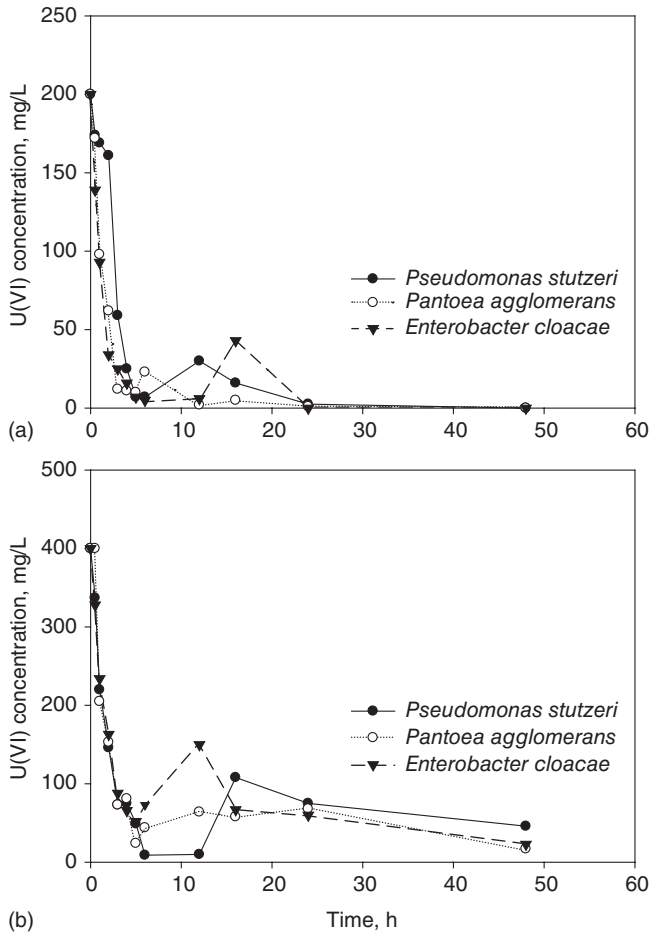 250
200
150
100
50
0
U(VI) concentration, mg/L
Pseudomonas stutzeri
Pantoea agglomerans
Enterobacter cloacae
(a)
0 10 20 30 40 50 60
500
400
300
200
100
0
U(VI) concentration, mg/L
Pseudomonas stutzeri
Pantoea agglomerans
Enterobacter cloacae
0 10 20 30 40 50 60
(b)
Time, h